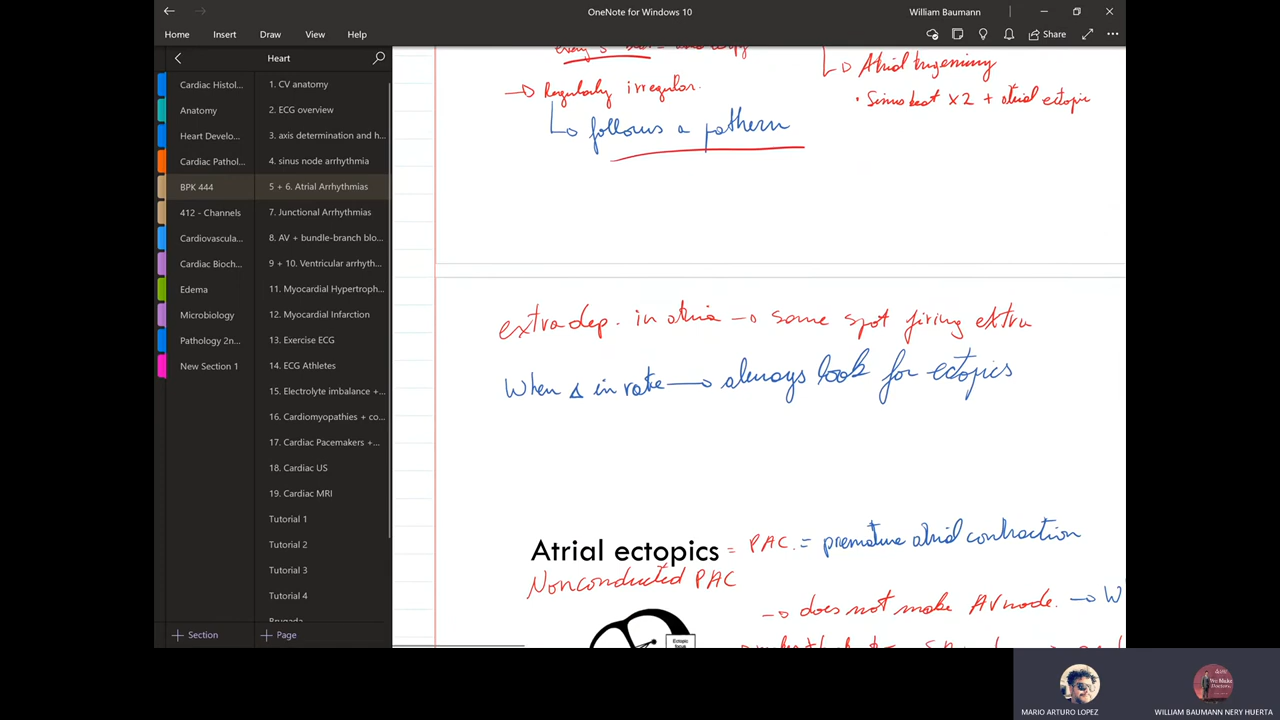 OneNote for Windows 10
William Baumann
Home
Insert
Draw
View
Help
Share
Heart
Cardiac Histol...
Anatomy
Heart Develo...
Cardiac Pathol...
BPK 444
412 - Channels
Cardiovascula...
Cardiac Bioch...
Edema
Microbiology
Pathology 2n...
New Section 1
Section
1. CV anatomy
2. ECG overview
3. axis determination and h...
4. sinus node arrhythmia
5 + 6. Atrial Arrhythmias
7. Junctional Arrhythmias
8. AV + bundle-branch blo...
9 + 10. Ventricular arrhyth...
11. Myocardial Hypertroph...
12. Myocardial Infarction
13. Exercise ECG
14. ECG Athletes
15. Electrolyte imbalance +...
16. Cardiomyopathies + co...
17. Cardiac Pacemakers +...
18. Cardiac US
19. Cardiac MRI
Tutorial 1
Tutorial 2
Tutorial 3
Tutorial 4
Brugada
Page
Atrial trigeminy
• Sinus beat x2 + atrial ectopic
→ Regularly irregular.
follows a pattern
extra dep. in atria → some spot firing extra
When Δ in rate → always look for ectopics
Atrial ectopics = PAC. = premature atrial contraction
Nonconducted PAC
→ does not make AV node. → W
Ectopic
focus
MARIO ARTURO LOPEZ
WILLIAM BAUMANN NERY HUERTA